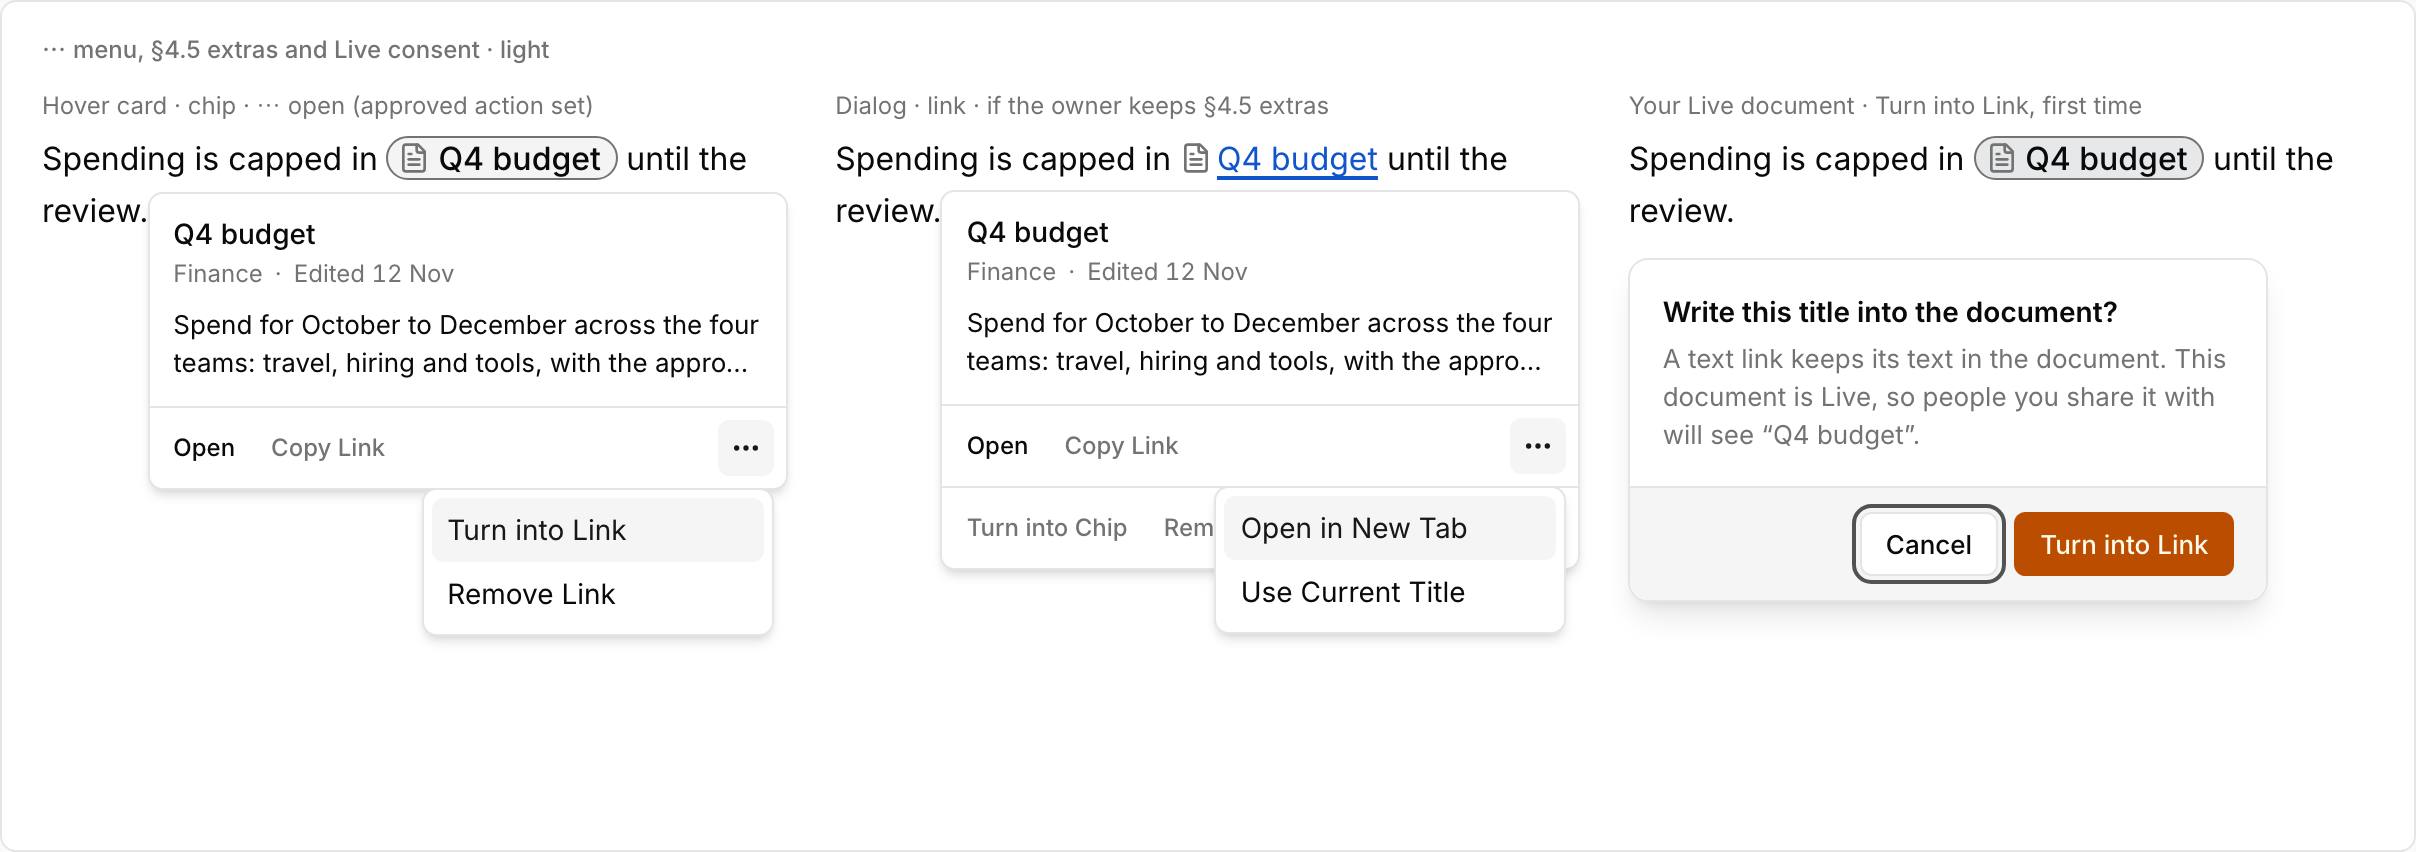 ··· menu, §4.5 extras and Live consent · light
Hover card · chip · ··· open (approved action set)
Spending is capped in Q4 budget until the
review.
Q4 budget
Finance · Edited 12 Nov
Spend for October to December across the four
teams: travel, hiring and tools, with the appro...
Open Copy Link ···
Turn into Link
Remove Link
Dialog · link · if the owner keeps §4.5 extras
Spending is capped in Q4 budget until the
review.
Q4 budget
Finance · Edited 12 Nov
Spend for October to December across the four
teams: travel, hiring and tools, with the appro...
Open Copy Link ···
Turn into Chip Rem
Open in New Tab
Use Current Title
Your Live document · Turn into Link, first time
Spending is capped in Q4 budget until the
review.
Write this title into the document?
A text link keeps its text in the document. This
document is Live, so people you share it with
will see “Q4 budget”.
Cancel Turn into Link